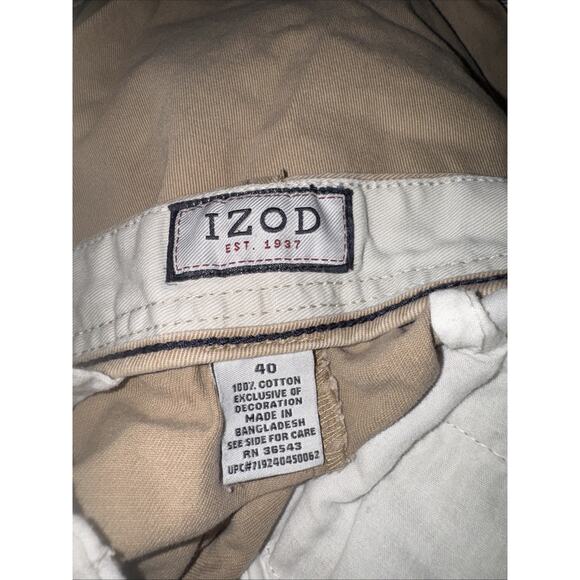 IZOD
EST. 1937
40
100% COTTON
EXCLUSIVE OF
DECORATION
MADE IN
BANGLADESH
SEE SIDE FOR CARE
RN 36543
UPC#719240450062